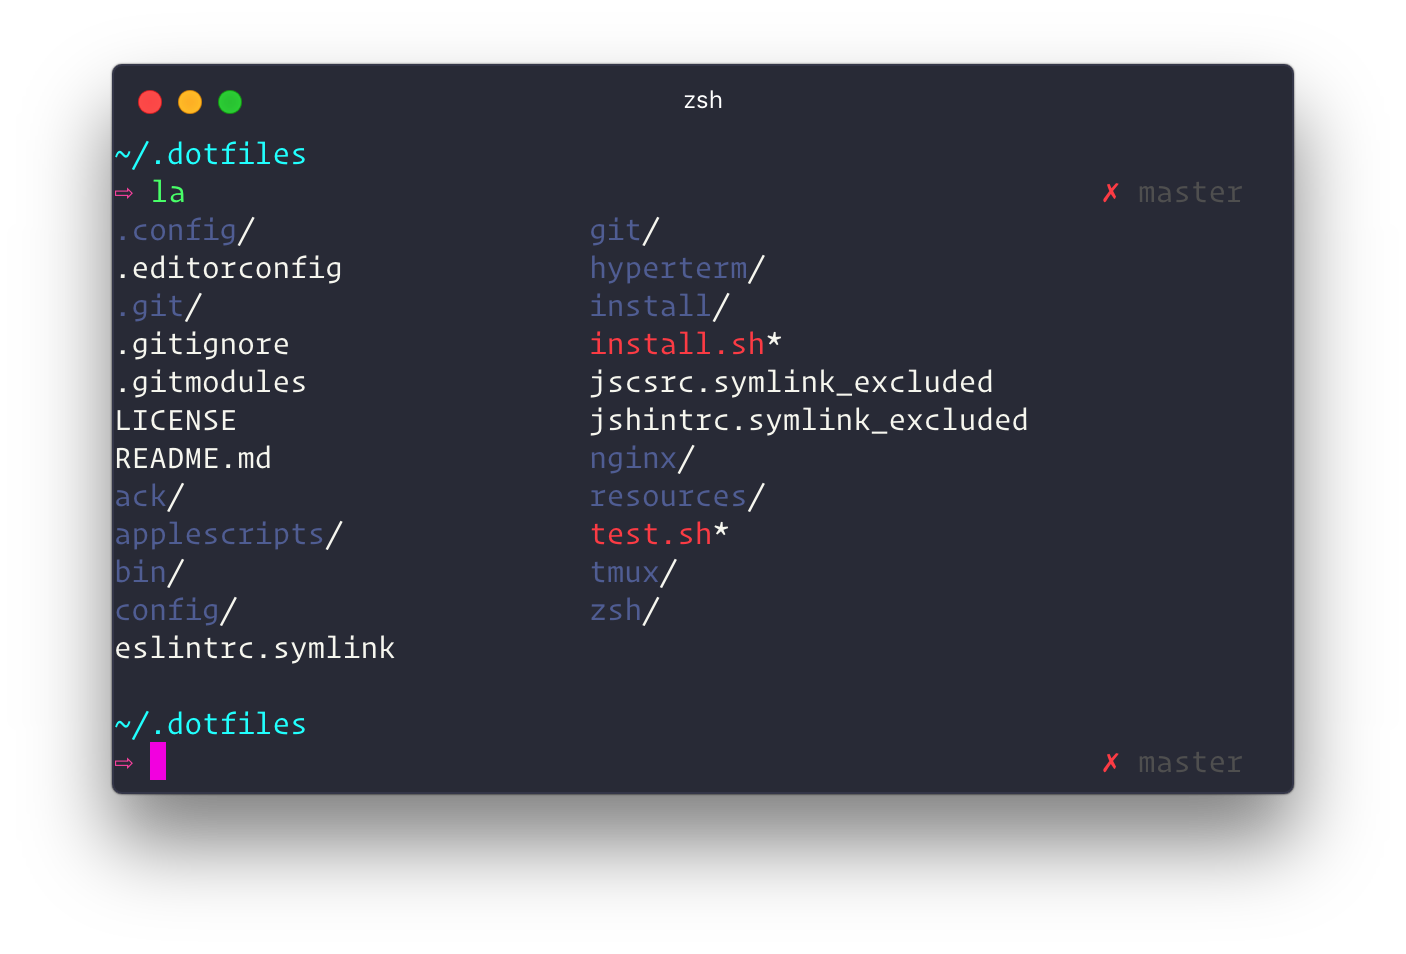 zsh
~/.dotfiles
⇨ la ✗ master
.config/ git/
.editorconfig hyperterm/
.git/ install/
.gitignore install.sh*
.gitmodules jscsrc.symlink_excluded
LICENSE jshintrc.symlink_excluded
README.md nginx/
ack/ resources/
applescripts/ test.sh*
bin/ tmux/
config/ zsh/
eslintrc.symlink
~/.dotfiles
⇨ ✗ master